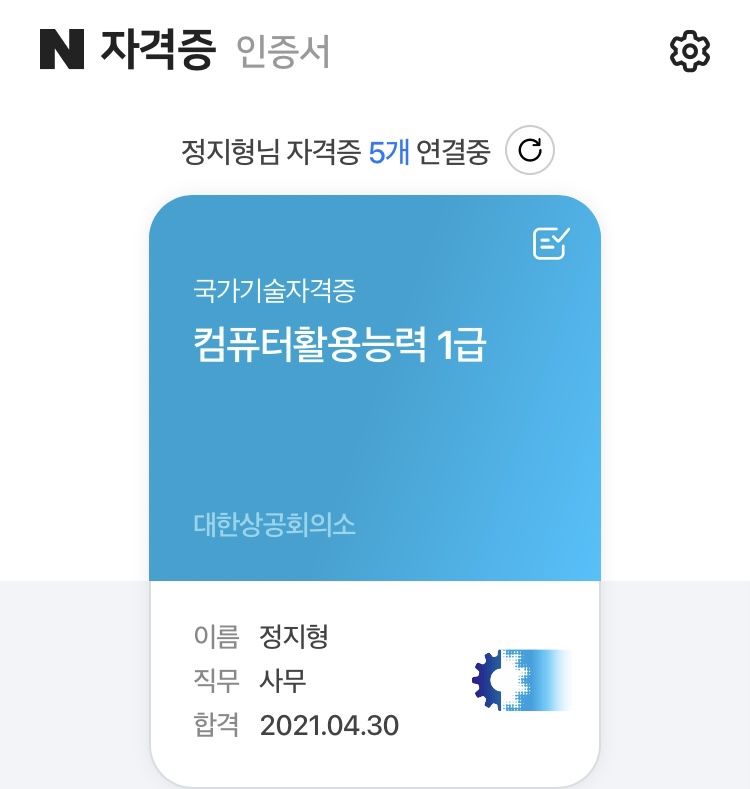 N 자격증 인증서
정지형님 자격증 5개 연결중
국가기술자격증
컴퓨터활용능력 1급
대한상공회의소
이름 정지형
직무 사무
합격 2021.04.30